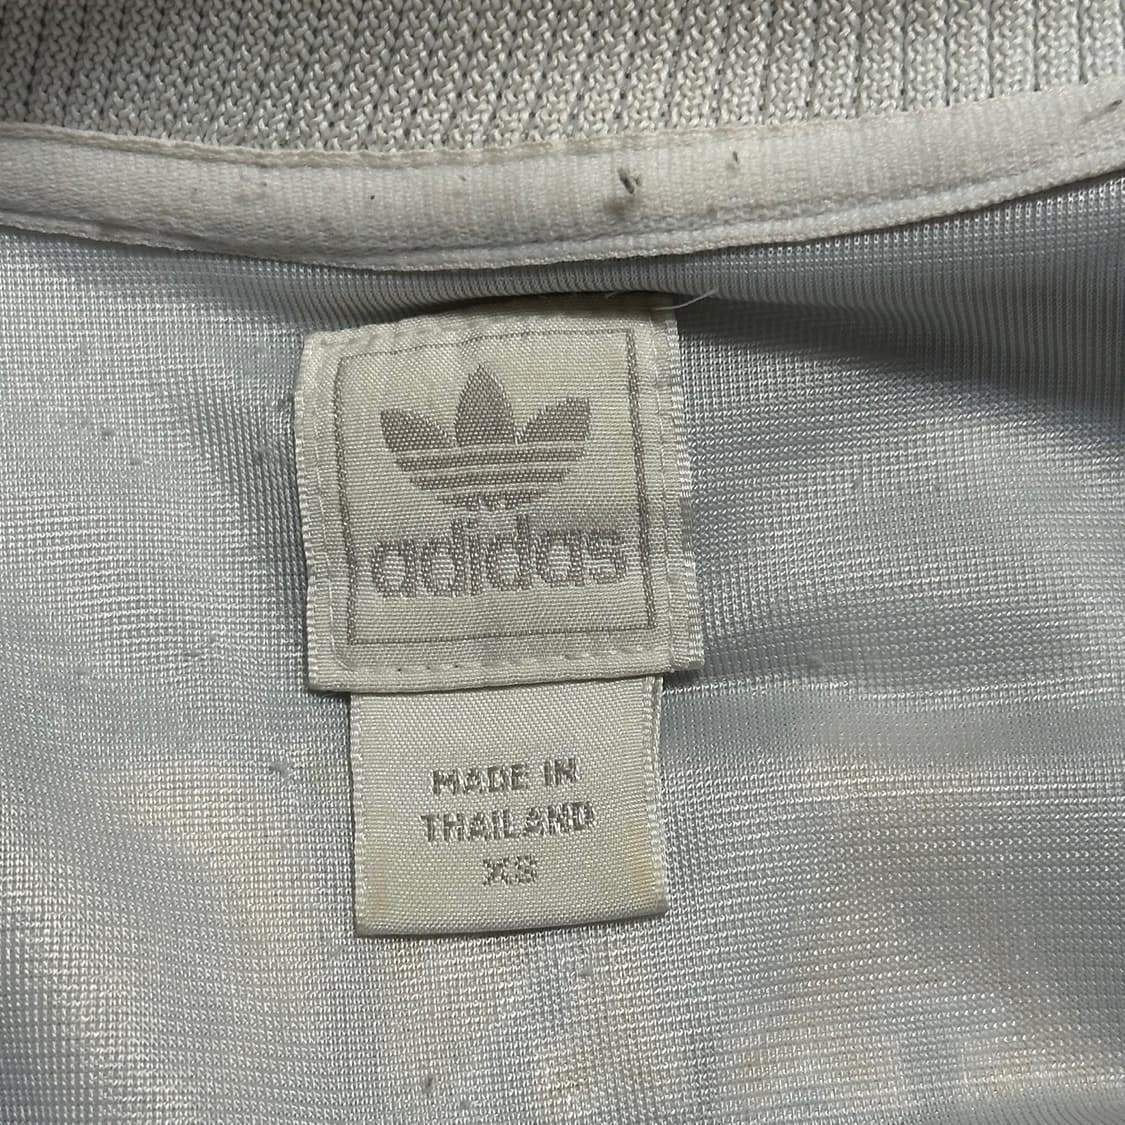 adidas
MADE IN
THAILAND
XS